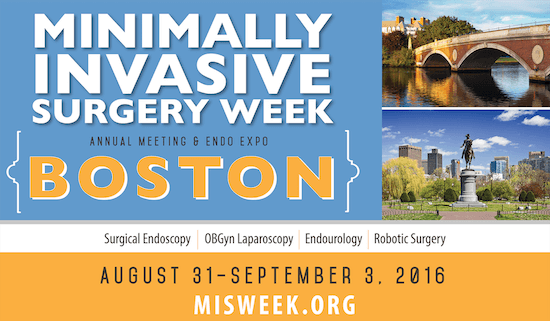 MINIMALLY
INVASIVE
SURGERY WEEK
ANNUAL MEETING & ENDO EXPO
{BOSTON}
Surgical Endoscopy | OBGyn Laparoscopy | Endourology | Robotic Surgery
AUGUST 31–SEPTEMBER 3, 2016
MISWEEK.ORG